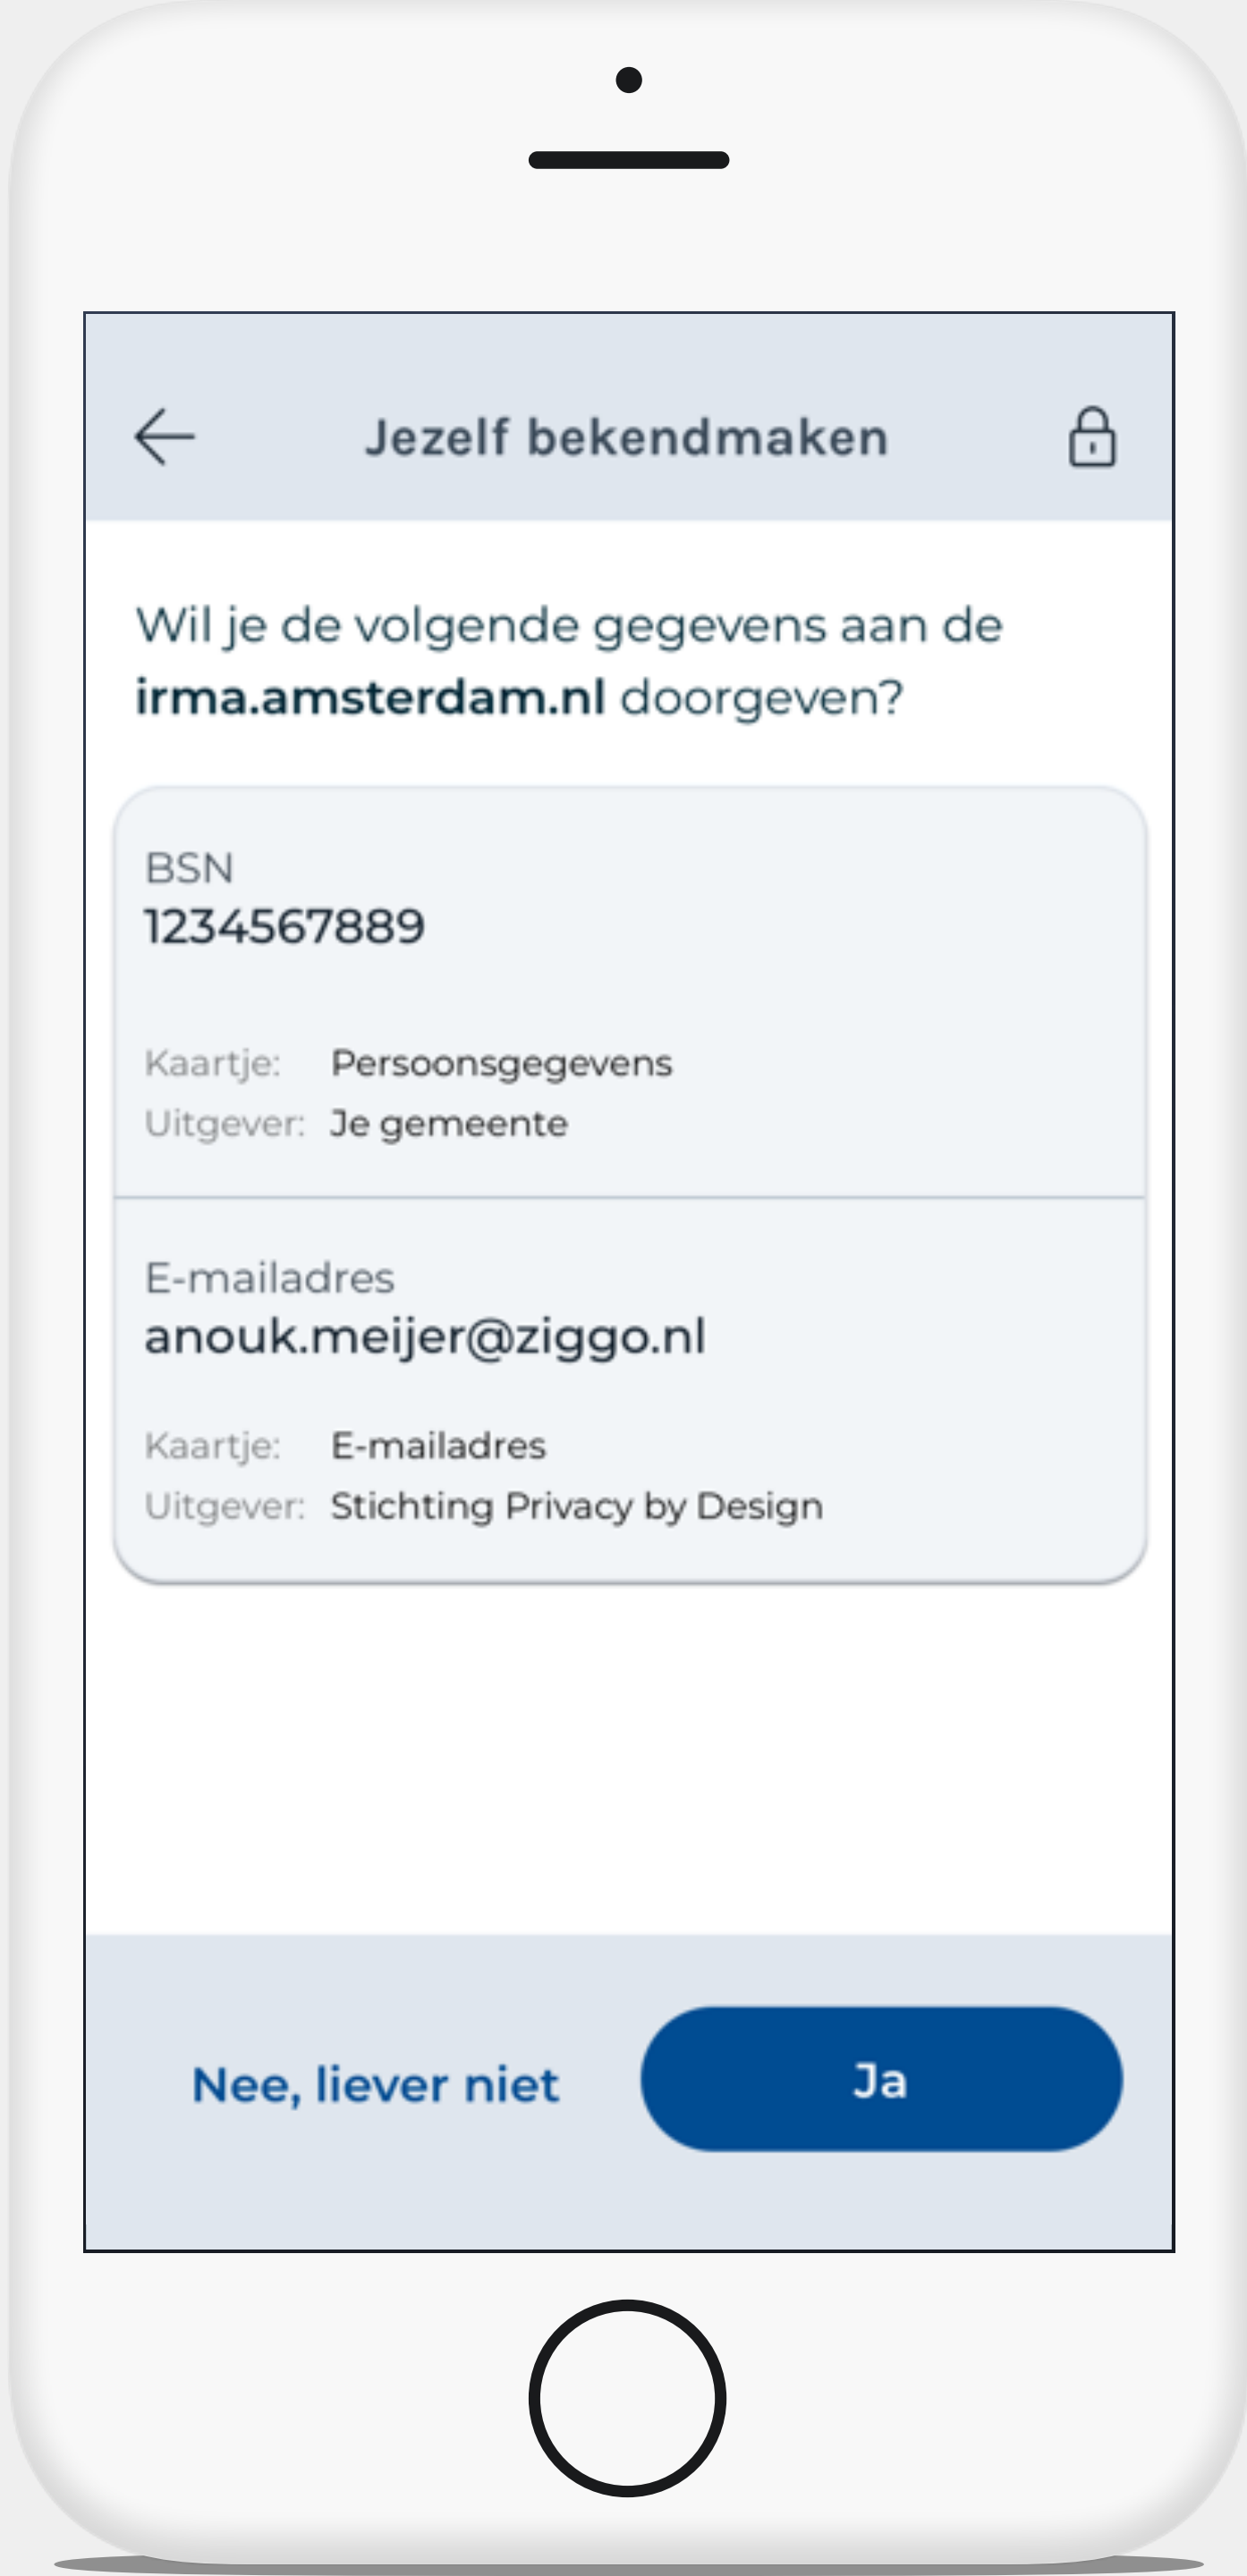 Jezelf bekendmaken
Wil je de volgende gegevens aan de
irma.amsterdam.nl doorgeven?
BSN
1234567889
Kaartje: Persoonsgegevens
Uitgever: Je gemeente
E-mailadres
anouk.meijer@ziggo.nl
Kaartje: E-mailadres
Uitgever: Stichting Privacy by Design
Nee, liever niet
Ja